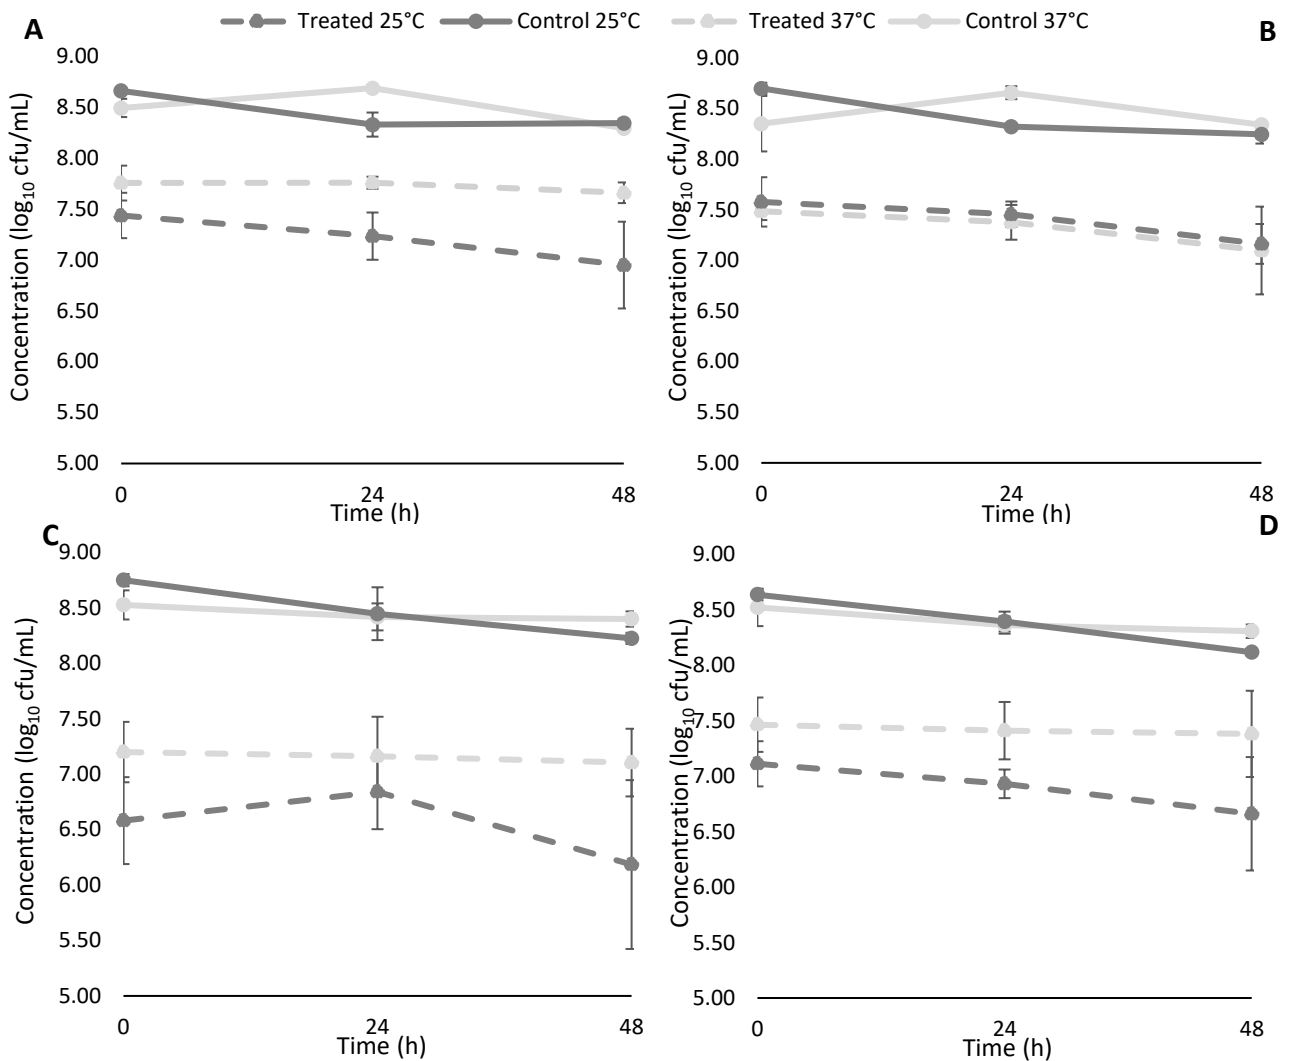 A
Treated 25°C Control 25°C Treated 37°C Control 37°C
B
Concentration (log10 cfu/mL)
9.00
8.50
8.00
7.50
7.00
6.50
6.00
5.50
5.00
0 24 48
Time (h)
Concentration (log10 cfu/mL)
9.00
8.50
8.00
7.50
7.00
6.50
6.00
5.50
5.00
0 24 48
Time (h)
C
Concentration (log10 cfu/mL)
9.00
8.50
8.00
7.50
7.00
6.50
6.00
5.50
5.00
0 24 48
Time (h)
D
Concentration (log10 cfu/mL)
9.00
8.50
8.00
7.50
7.00
6.50
6.00
5.50
5.00
0 24 48
Time (h)